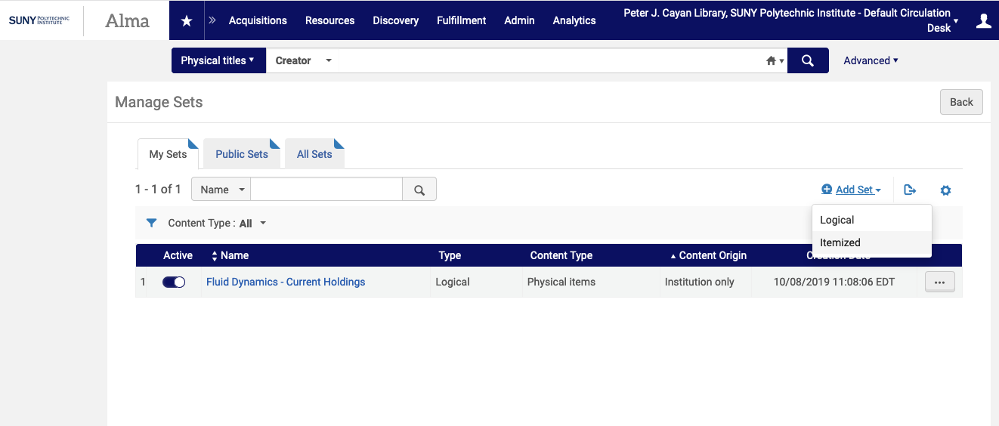 SUNY POLYTECHNIC INSTITUTE
Alma
Acquisitions Resources Discovery Fulfillment Admin Analytics
Peter J. Cayan Library, SUNY Polytechnic Institute - Default Circulation
Desk
Physical titles Creator Advanced
Manage Sets
Back
My Sets Public Sets All Sets
1 - 1 of 1 Name Add Set
Content Type : All
Logical
Itemized
Active Name Type Content Type Content Origin Creation Date
1 Fluid Dynamics - Current Holdings Logical Physical items Institution only 10/08/2019 11:08:06 EDT